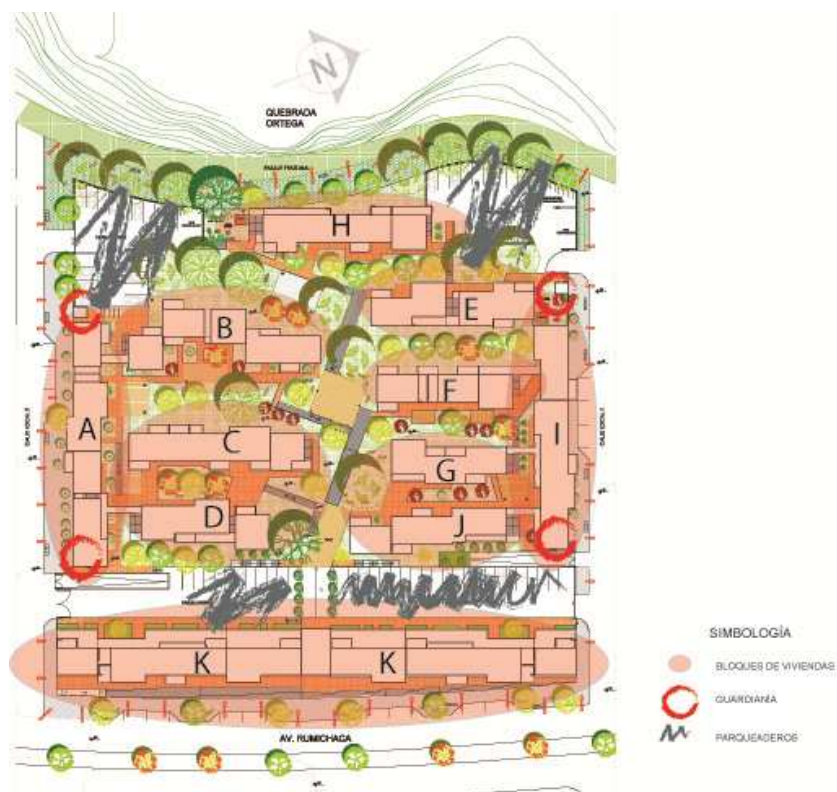 N
QUEBRADA
ORTEGA
H
B
E
A
F
I
C
G
D
J
K
K
AV. RUMICHACA
SIMBOLOGÍA
BLOQUES DE VIVIENDAS
GUARDIANÍA
PARQUEADEROS